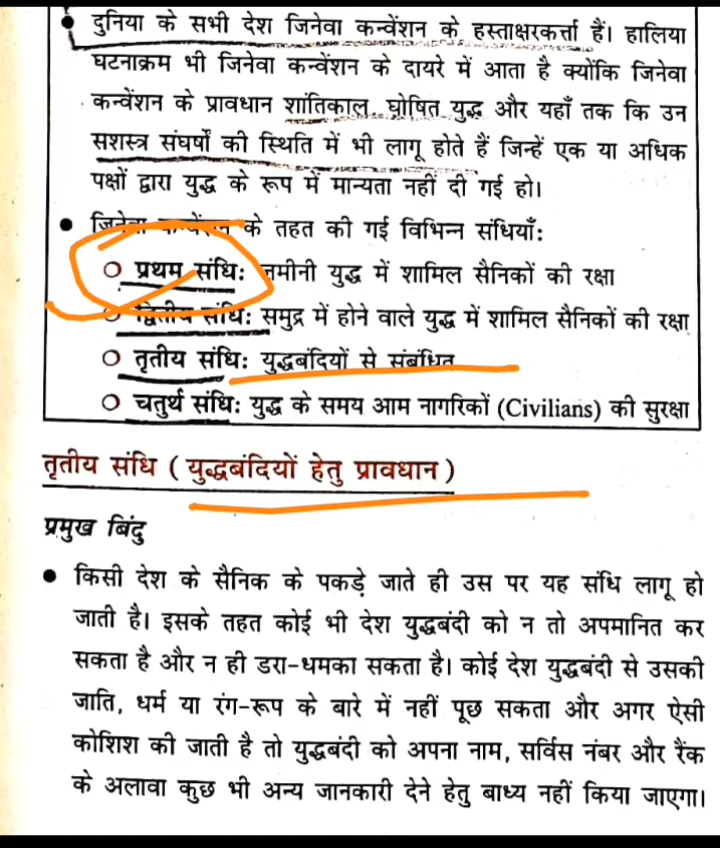 ● दुनिया के सभी देश जिनेवा कन्वेंशन के हस्ताक्षरकर्त्ता हैं। हालिया
घटनाक्रम भी जिनेवा कन्वेंशन के दायरे में आता है क्योंकि जिनेवा
कन्वेंशन के प्रावधान शांतिकाल, घोषित युद्ध और यहाँ तक कि उन
सशस्त्र संघर्षों की स्थिति में भी लागू होते हैं जिन्हें एक या अधिक
पक्षों द्वारा युद्ध के रूप में मान्यता नहीं दी गई हो।
● जिनेवा कन्वेंशन के तहत की गई विभिन्न संधियाँ:
○ प्रथम संधि: ज़मीनी युद्ध में शामिल सैनिकों की रक्षा
○ द्वितीय संधि: समुद्र में होने वाले युद्ध में शामिल सैनिकों की रक्षा
○ तृतीय संधि: युद्धबंदियों से संबंधित
○ चतुर्थ संधि: युद्ध के समय आम नागरिकों (Civilians) की सुरक्षा
तृतीय संधि ( युद्धबंदियों हेतु प्रावधान )
प्रमुख बिंदु
● किसी देश के सैनिक के पकड़े जाते ही उस पर यह संधि लागू हो
जाती है। इसके तहत कोई भी देश युद्धबंदी को न तो अपमानित कर
सकता है और न ही डरा-धमका सकता है। कोई देश युद्धबंदी से उसकी
जाति, धर्म या रंग-रूप के बारे में नहीं पूछ सकता और अगर ऐसी
कोशिश की जाती है तो युद्धबंदी को अपना नाम, सर्विस नंबर और रैंक
के अलावा कुछ भी अन्य जानकारी देने हेतु बाध्य नहीं किया जाएगा।